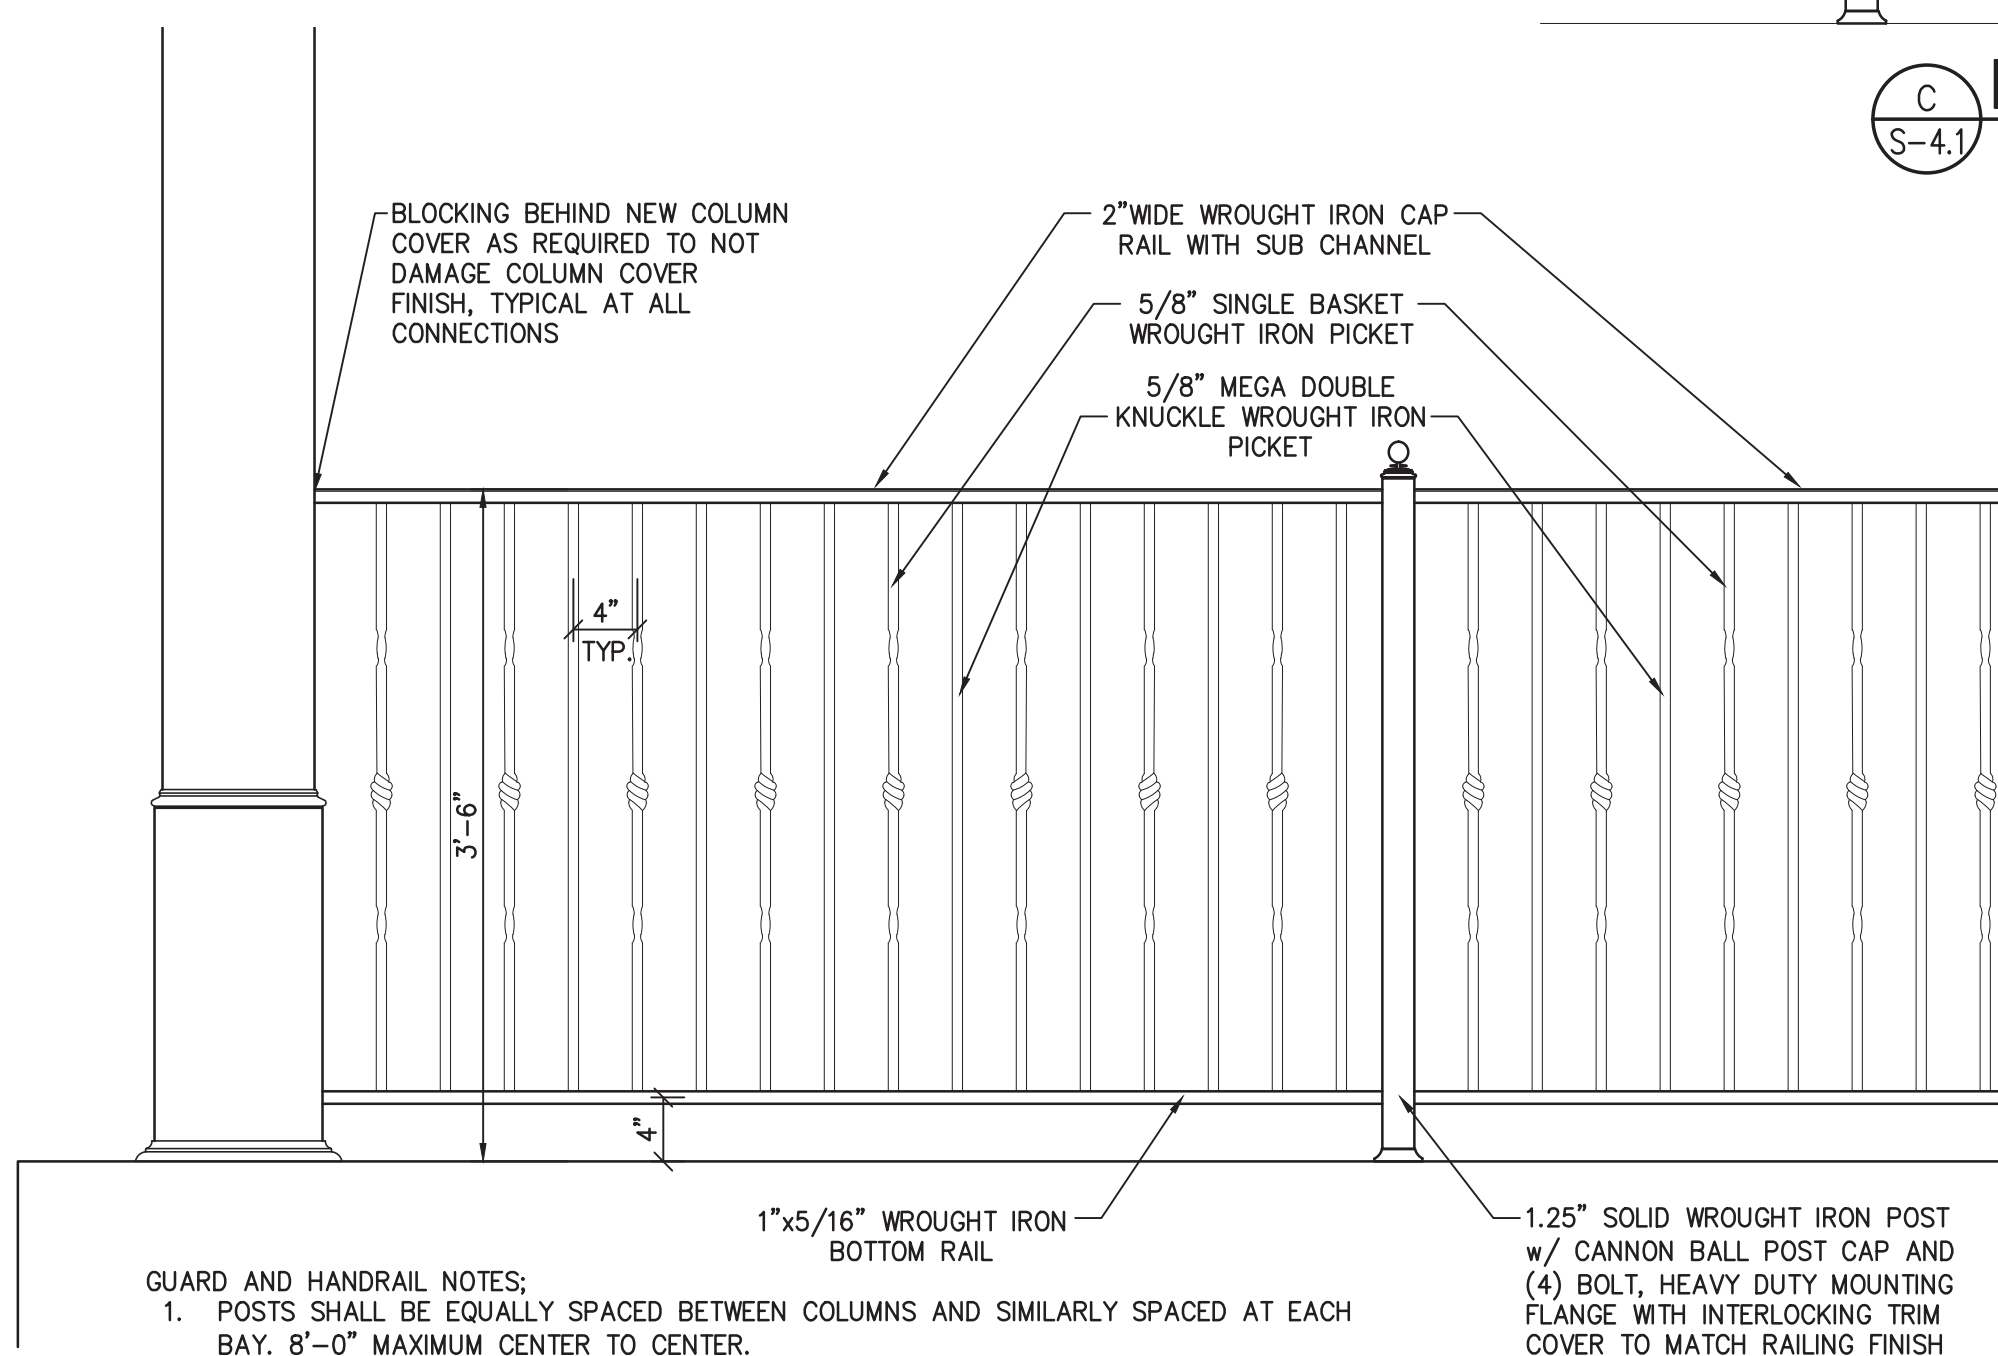 C
S-4.1
BLOCKING BEHIND NEW COLUMN
COVER AS REQUIRED TO NOT
DAMAGE COLUMN COVER
FINISH, TYPICAL AT ALL
CONNECTIONS
2"WIDE WROUGHT IRON CAP
RAIL WITH SUB CHANNEL
5/8" SINGLE BASKET
WROUGHT IRON PICKET
5/8" MEGA DOUBLE
KNUCKLE WROUGHT IRON
PICKET
4"
TYP.
3'-6"
4"
1"x5/16" WROUGHT IRON
BOTTOM RAIL
1.25" SOLID WROUGHT IRON POST
w/ CANNON BALL POST CAP AND
(4) BOLT, HEAVY DUTY MOUNTING
FLANGE WITH INTERLOCKING TRIM
COVER TO MATCH RAILING FINISH
GUARD AND HANDRAIL NOTES;
1. POSTS SHALL BE EQUALLY SPACED BETWEEN COLUMNS AND SIMILARLY SPACED AT EACH
BAY. 8'-0" MAXIMUM CENTER TO CENTER.